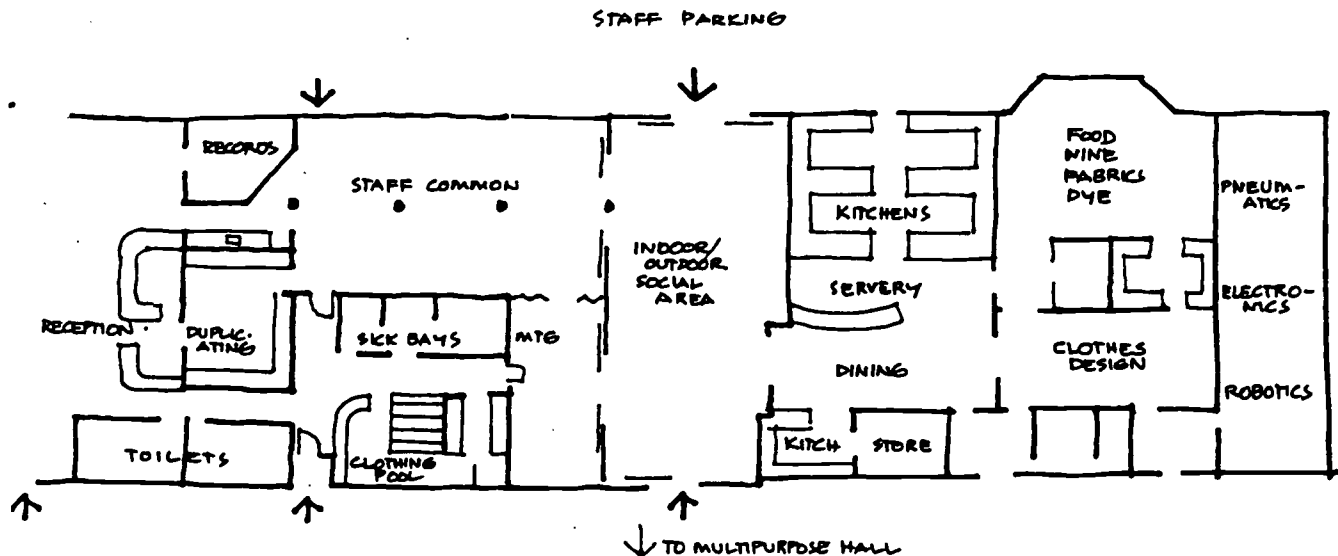 STAFF PARKING
RECORDS
STAFF COMMON
RECEPTION
DUPLIC-
ATING
SICK BAYS
MTG
TOILETS
CLOTHING
POOL
INDOOR/
OUTDOOR
SOCIAL
AREA
KITCHENS
SERVERY
DINING
KITCH
STORE
FOOD
NINE
FABRICS
DYE
CLOTHES
DESIGN
PNEUM-
ATICS
ELECTRO-
NICS
ROBOTICS
TO MULTIPURPOSE HALL